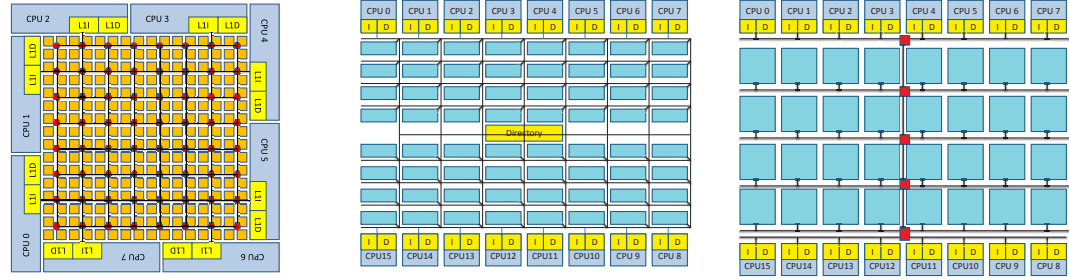 CPU 2
L1I
L1D
CPU 3
L1I
L1D
CPU 4
L1I
L1D
L1D
L1I
CPU 1
CPU 5
L1I
L1D
L1D
L1I
CPU 0
L1D
L1I
CPU 7
L1D
L1I
CPU 6
CPU 0 CPU 1 CPU 2 CPU 3 CPU 4 CPU 5 CPU 6 CPU 7
I D I D I D I D I D I D I D I D
Directory
I D I D I D I D I D I D I D I D
CPU15 CPU14 CPU13 CPU12 CPU11 CPU10 CPU 9 CPU 8
CPU 0 CPU 1 CPU 2 CPU 3 CPU 4 CPU 5 CPU 6 CPU 7
I D I D I D I D I D I D I D I D
I D I D I D I D I D I D I D I D
CPU15 CPU14 CPU13 CPU12 CPU11 CPU10 CPU 9 CPU 8